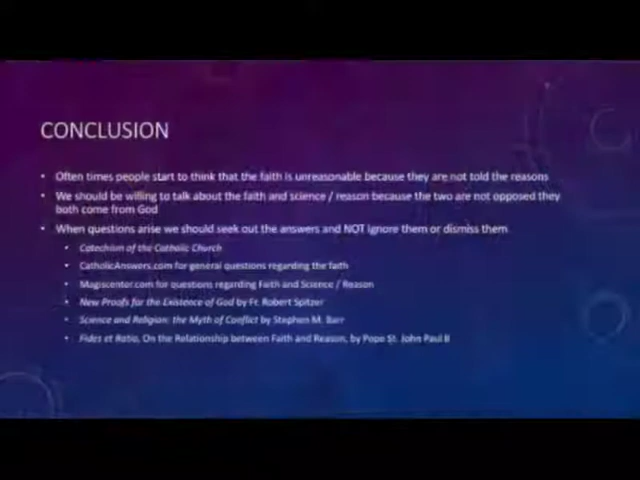 CONCLUSION
• Often times people start to think that the faith is unreasonable because they are not told the reasons
• We should be willing to talk about the faith and science / reason because the two are not opposed they
both come from God
• When questions arise we should seek out the answers and NOT ignore them or dismiss them
• Catechism of the Catholic Church
• CatholicAnswers.com for general questions regarding the faith
• Magiscenter.com for questions regarding Faith and Science / Reason
• New Proofs for the Existence of God by Fr. Robert Spitzer
• Science and Religion: the Myth of Conflict by Stephen M. Barr
• Fides et Ratio, On the Relationship between Faith and Reason, by Pope St. John Paul II